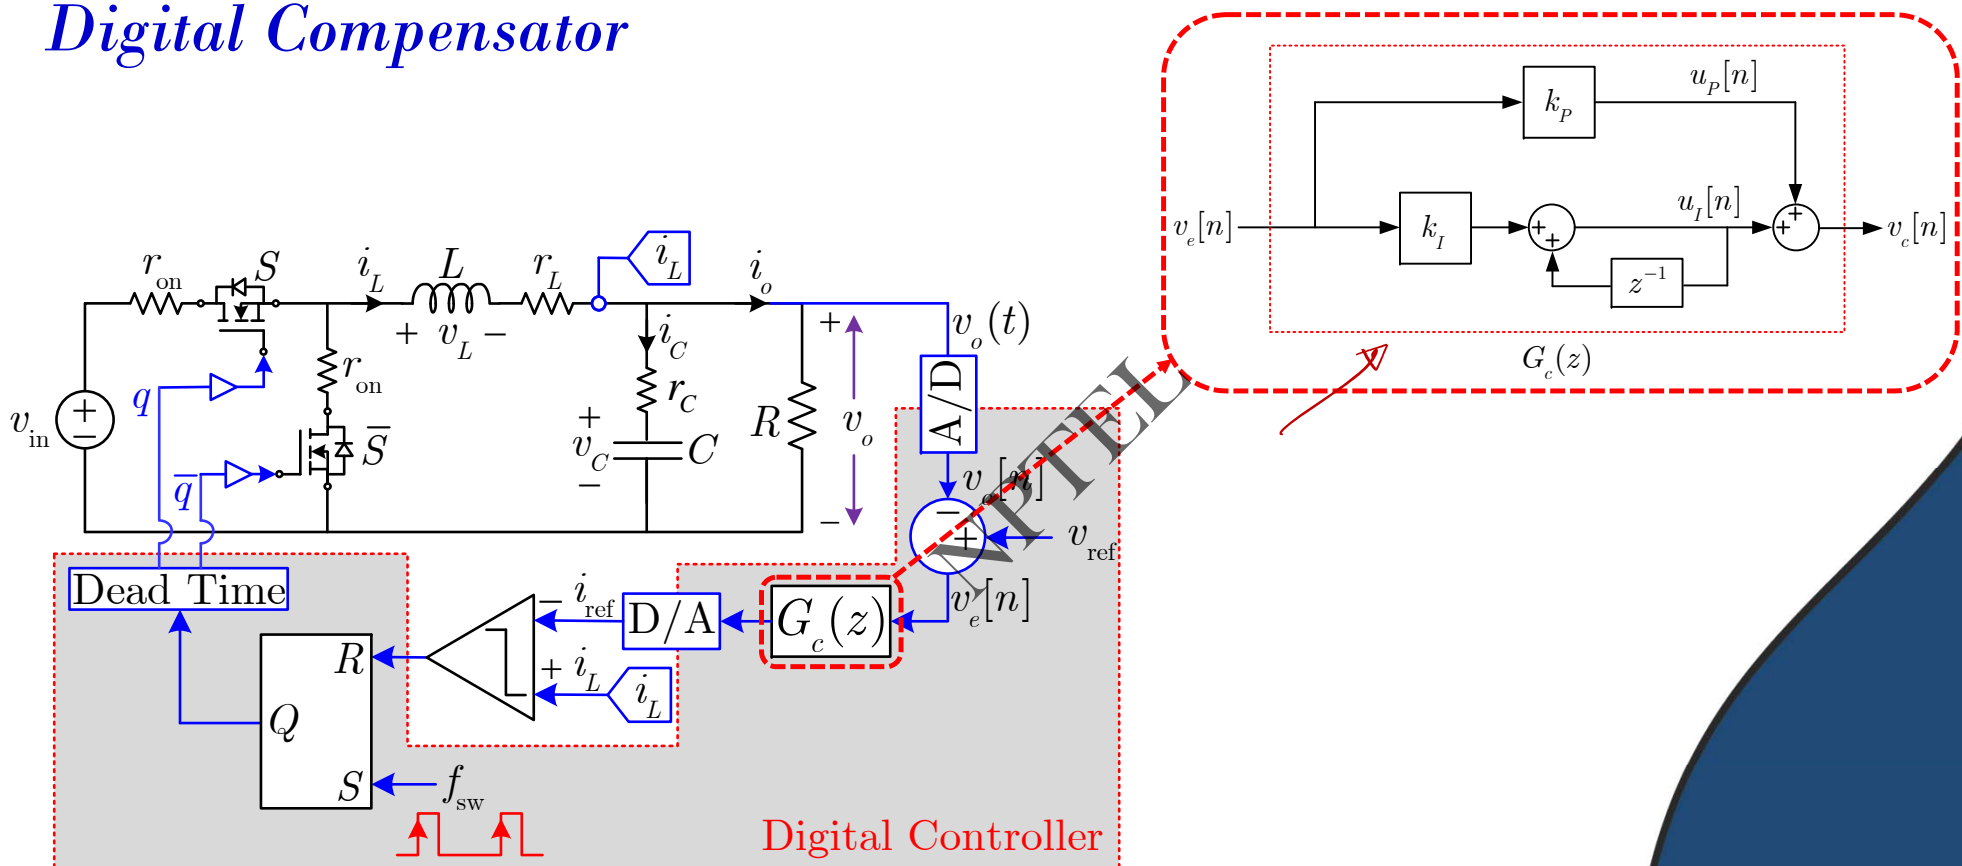 Digital Compensator
k_P
u_P[n]
v_e[n]
k_I
u_I[n]
v_c[n]
z^{-1}
G_c(z)
r_on
S
i_L
L
r_L
i_L
i_o
+ v_L −
i_C
r_C
v_o(t)
q
r_on
A/D
v_in
+
−
S̅
q̅
+
v_C
−
C
R
+
v_o
−
v_o[n]
−
+
v_ref
v_e[n]
NPTEL
Dead Time
− i_ref
D/A
G_c(z)
+ i_L
i_L
R
Q
S
f_sw
Digital Controller